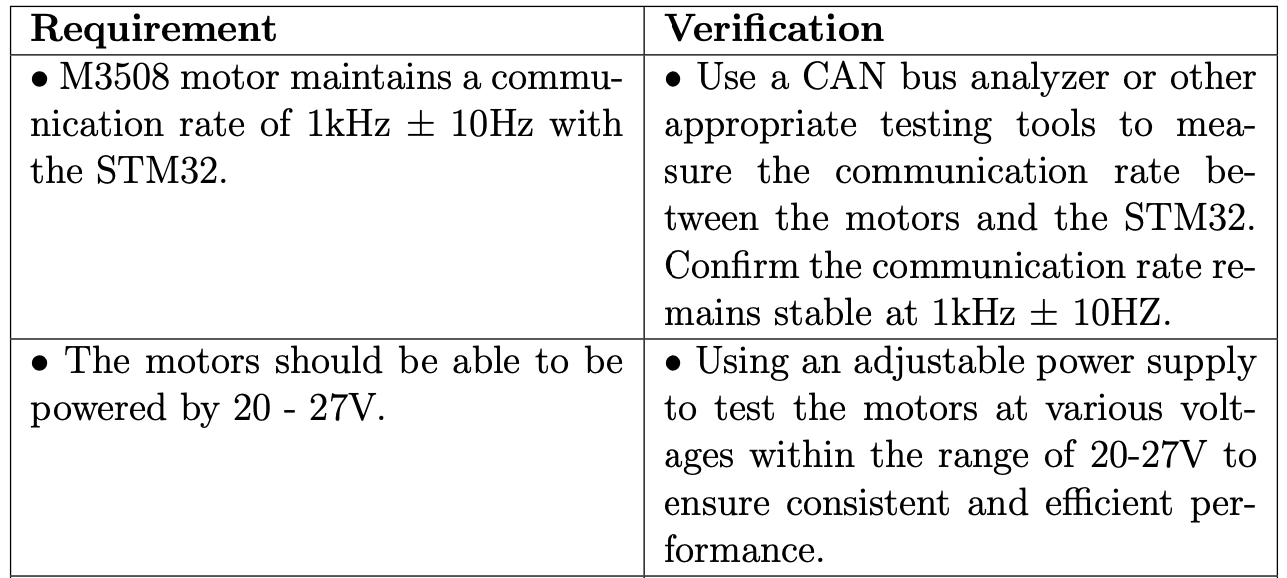 Requirement
Verification
• M3508 motor maintains a commu-
nication rate of 1kHz ± 10Hz with
the STM32.
• Use a CAN bus analyzer or other
appropriate testing tools to mea-
sure the communication rate be-
tween the motors and the STM32.
Confirm the communication rate re-
mains stable at 1kHz ± 10HZ.
• The motors should be able to be
powered by 20 - 27V.
• Using an adjustable power supply
to test the motors at various volt-
ages within the range of 20-27V to
ensure consistent and efficient per-
formance.